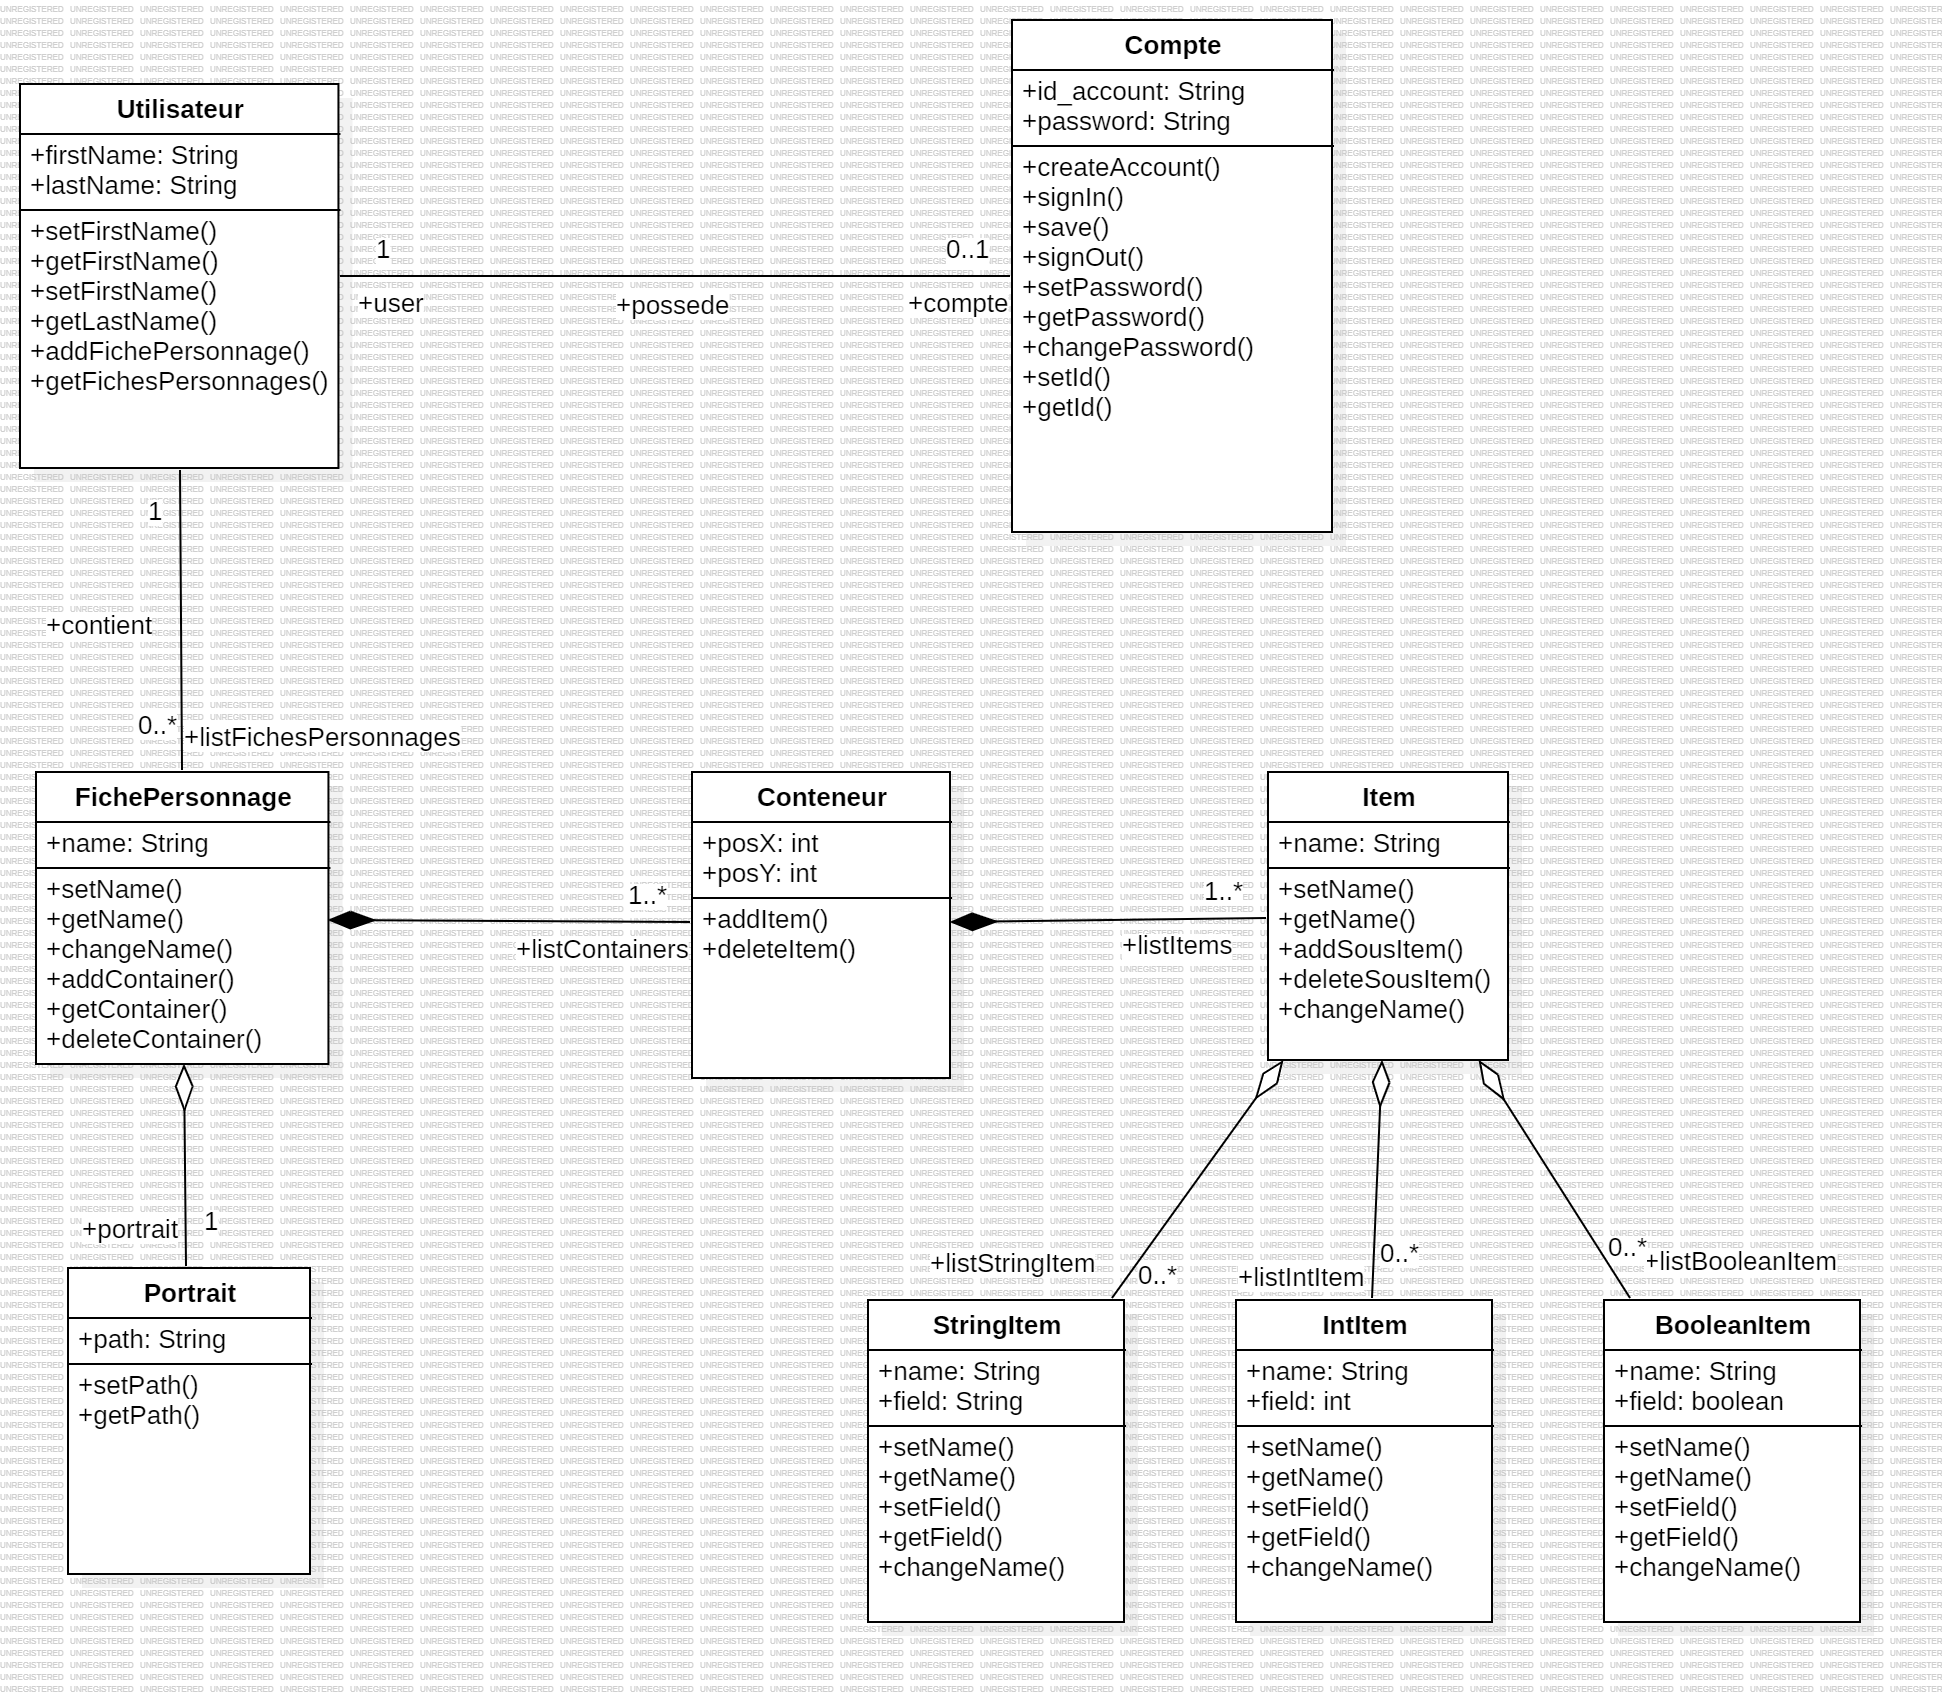 Compte
+id_account: String
+password: String
+createAccount()
+signIn()
+save()
+signOut()
+setPassword()
+getPassword()
+changePassword()
+setId()
+getId()
Utilisateur
+firstName: String
+lastName: String
+setFirstName()
+getFirstName()
+setFirstName()
+getLastName()
+addFichePersonnage()
+getFichesPersonnages()
1
0..1
+user
+possede
+compte
1
+contient
0..*
+listFichesPersonnages
FichePersonnage
+name: String
+setName()
+getName()
+changeName()
+addContainer()
+getContainer()
+deleteContainer()
1..*
+listContainers
Conteneur
+posX: int
+posY: int
+addItem()
+deleteItem()
1..*
+listItems
Item
+name: String
+setName()
+getName()
+addSousItem()
+deleteSousItem()
+changeName()
+portrait
1
Portrait
+path: String
+setPath()
+getPath()
+listStringItem
0..*
StringItem
+name: String
+field: String
+setName()
+getName()
+setField()
+getField()
+changeName()
+listIntItem
0..*
IntItem
+name: String
+field: int
+setName()
+getName()
+setField()
+getField()
+changeName()
0..*
+listBooleanItem
BooleanItem
+name: String
+field: boolean
+setName()
+getName()
+setField()
+getField()
+changeName()
UNREGISTERED